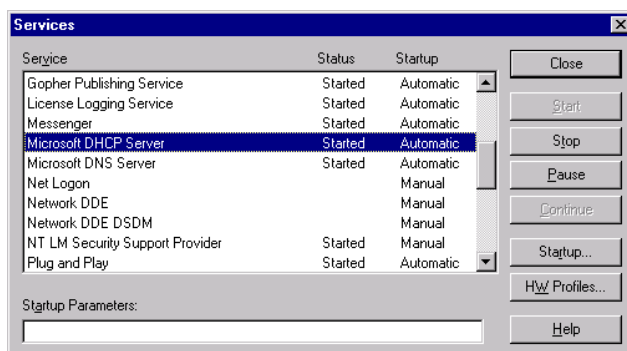 Services
Service Status Startup
Gopher Publishing Service Started Automatic
License Logging Service Started Automatic
Messenger Started Automatic
Microsoft DHCP Server Started Automatic
Microsoft DNS Server Started Automatic
Net Logon Manual
Network DDE Manual
Network DDE DSDM Manual
NT LM Security Support Provider Started Manual
Plug and Play Started Automatic
Startup Parameters:
Close
Start
Stop
Pause
Continue
Startup...
HW Profiles...
Help